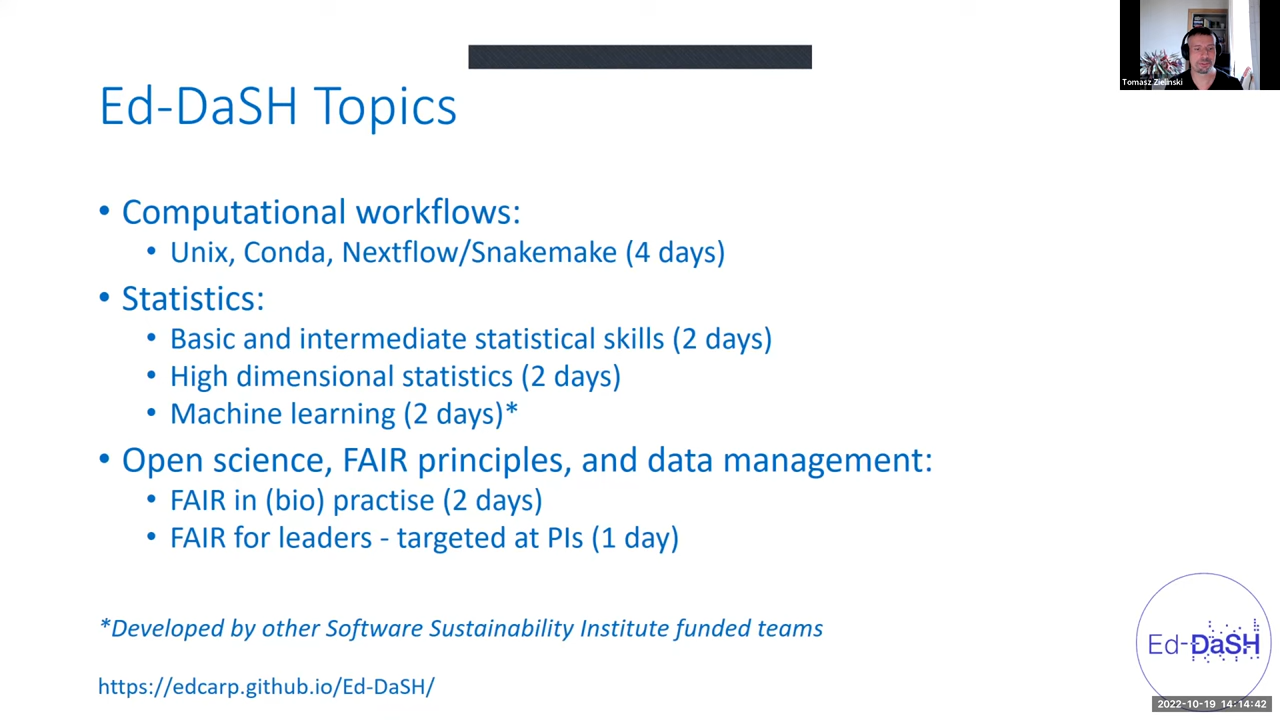 Tomasz Zielinski
Ed-DaSH Topics
• Computational workflows:
• Unix, Conda, Nextflow/Snakemake (4 days)
• Statistics:
• Basic and intermediate statistical skills (2 days)
• High dimensional statistics (2 days)
• Machine learning (2 days)*
• Open science, FAIR principles, and data management:
• FAIR in (bio) practise (2 days)
• FAIR for leaders - targeted at PIs (1 day)
*Developed by other Software Sustainability Institute funded teams
https://edcarp.github.io/Ed-DaSH/
Ed-DaSH
2022-10-19 14:14:42